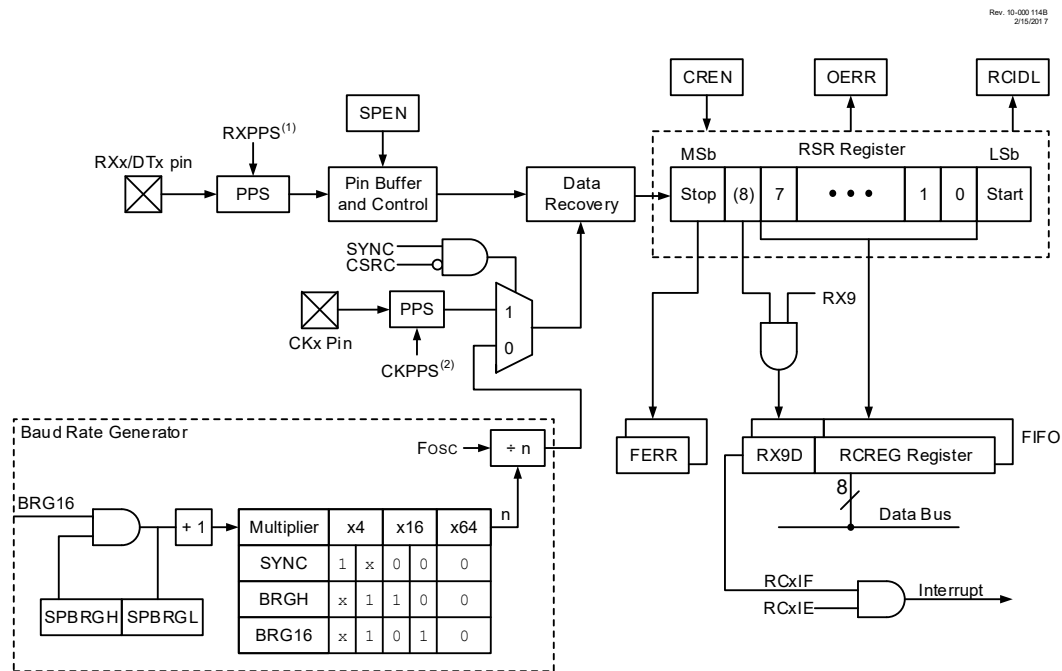 Rev. 10-000 114B
2/15/2017
CREN
OERR
RCIDL
SPEN
RXPPS(1)
RXx/DTx pin
PPS
Pin Buffer
and Control
Data
Recovery
MSb
RSR Register
LSb
Stop (8) 7 • • • 1 0 Start
SYNC
CSRC
CKx Pin
PPS
CKPPS(2)
1
0
RX9
Baud Rate Generator
FOSC
÷ n
n
FERR
RX9D
RCREG Register
FIFO
8
Data Bus
BRG16
+ 1
SPBRGH SPBRGL
Multiplier x4 x16 x64
SYNC 1 x 0 0 0
BRGH x 1 1 0 0
BRG16 x 1 0 1 0
RCxIF
RCxIE
Interrupt